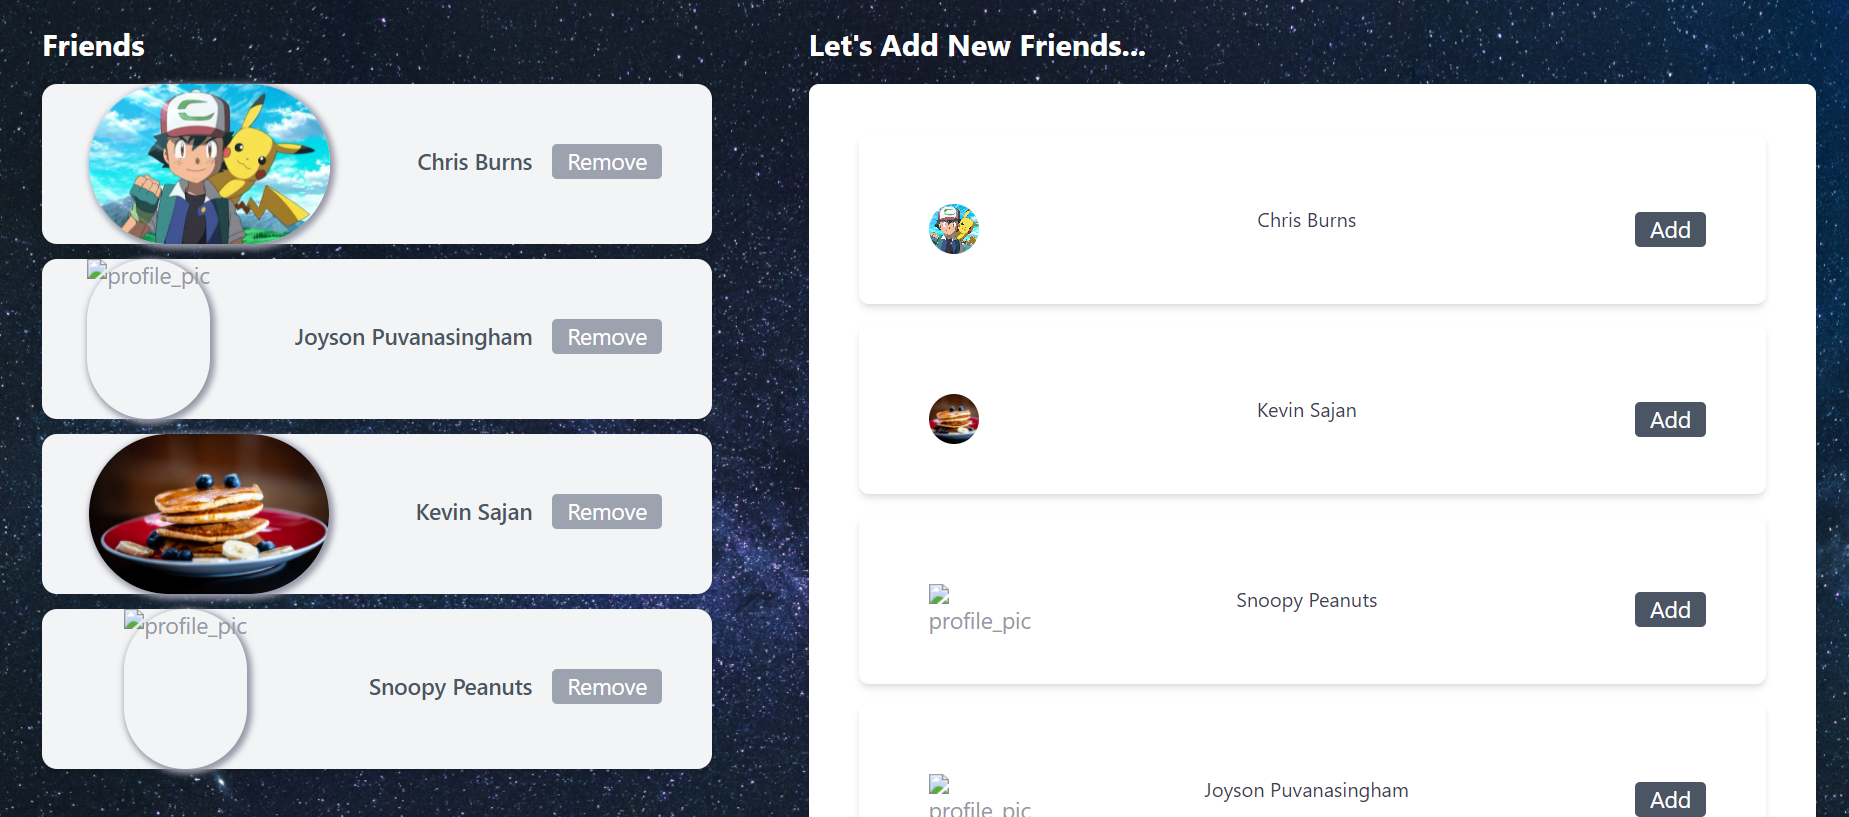 Friends
Chris Burns Remove
profile_pic
Joyson Puvanasingham Remove
Kevin Sajan Remove
profile_pic
Snoopy Peanuts Remove
Let's Add New Friends...
Chris Burns Add
Kevin Sajan Add
Snoopy Peanuts Add
profile_pic
Joyson Puvanasingham Add
profile_pic